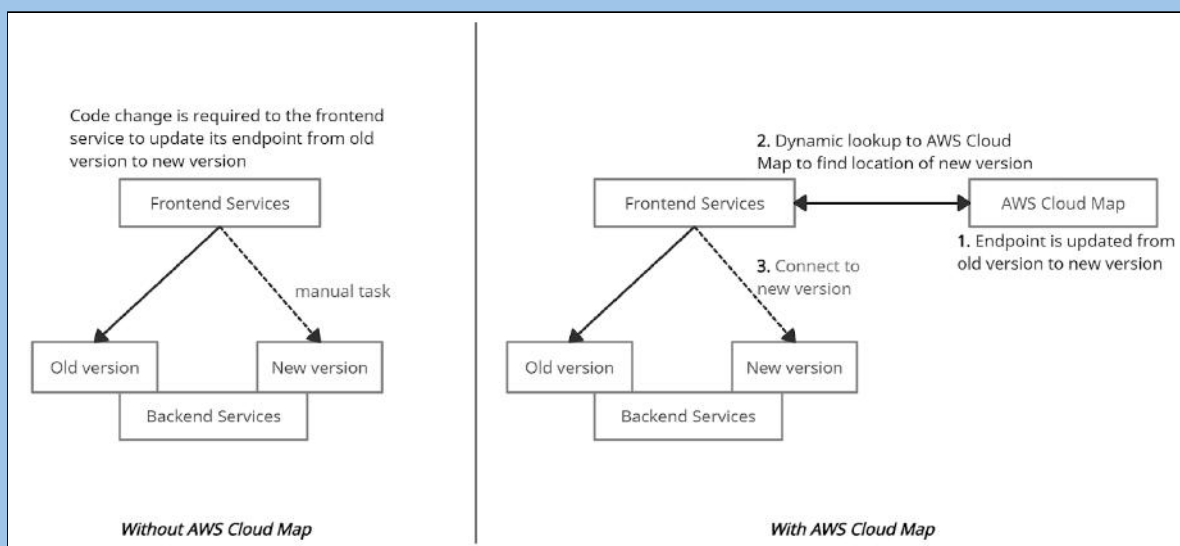 Code change is required to the frontend
service to update its endpoint from old
version to new version
Frontend Services
manual task
Old version
New version
Backend Services
Without AWS Cloud Map
2. Dynamic lookup to AWS Cloud
Map to find location of new version
Frontend Services
AWS Cloud Map
1. Endpoint is updated from
old version to new version
3. Connect to
new version
Old version
New version
Backend Services
With AWS Cloud Map